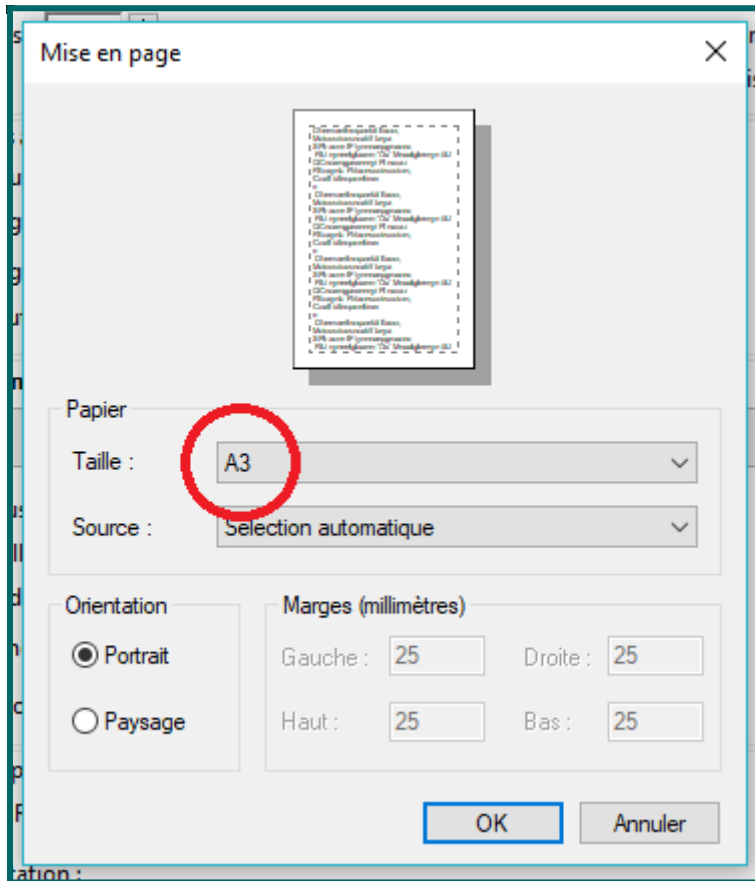 Mise en page
Papier
Taille :
A3
Source :
Sélection automatique
Orientation
Portrait
Paysage
Marges (millimètres)
Gauche :
25
Droite :
25
Haut :
25
Bas :
25
OK
Annuler
tation :